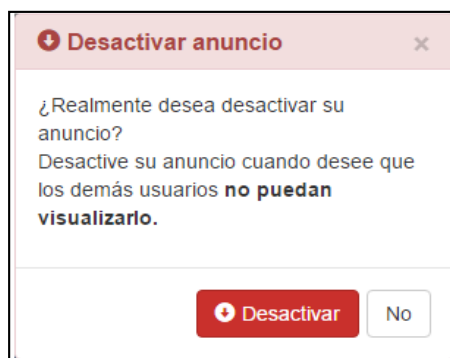 Desactivar anuncio ×
¿Realmente desea desactivar su
anuncio?
Desactive su anuncio cuando desee que
los demás usuarios no puedan
visualizarlo.
Desactivar No